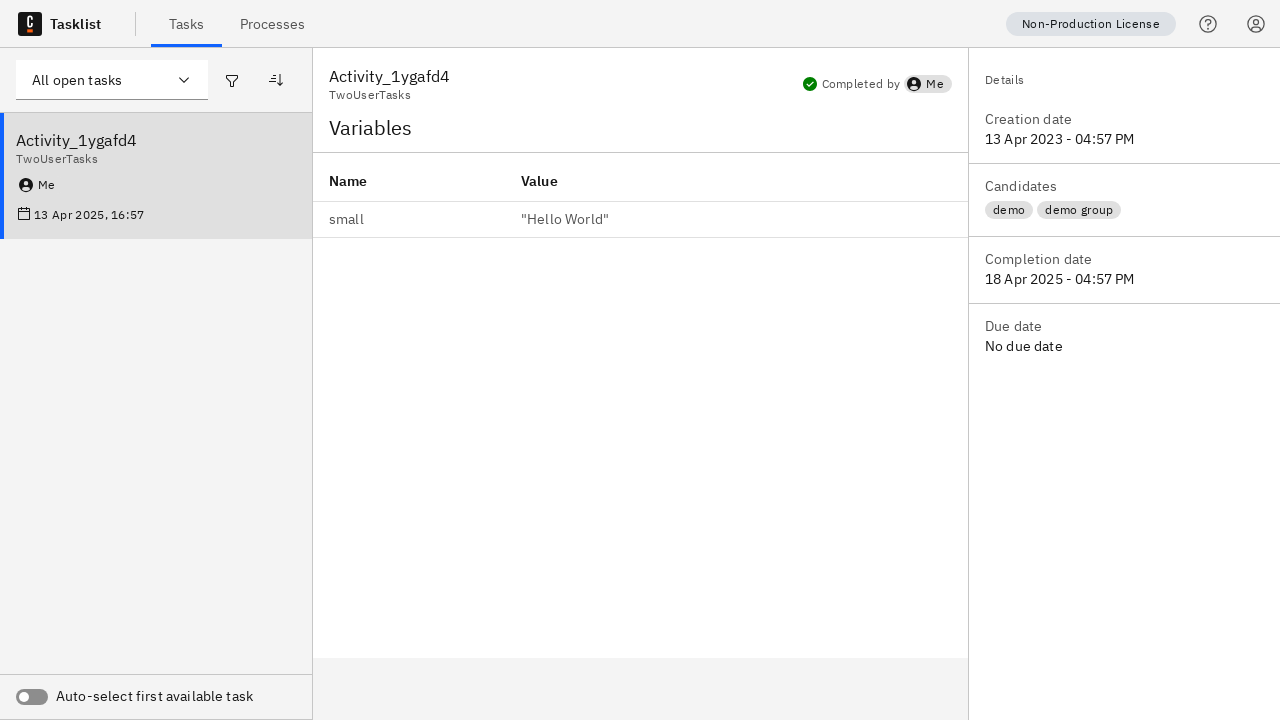 Tasklist
Tasks
Processes
Non-Production License
All open tasks
Activity_1ygafd4
TwoUserTasks
Me
13 Apr 2025, 16:57
Auto-select first available task
Activity_1ygafd4
TwoUserTasks
Completed by Me
Variables
Name Value
small "Hello World"
Details
Creation date
13 Apr 2023 - 04:57 PM
Candidates
demo demo group
Completion date
18 Apr 2025 - 04:57 PM
Due date
No due date